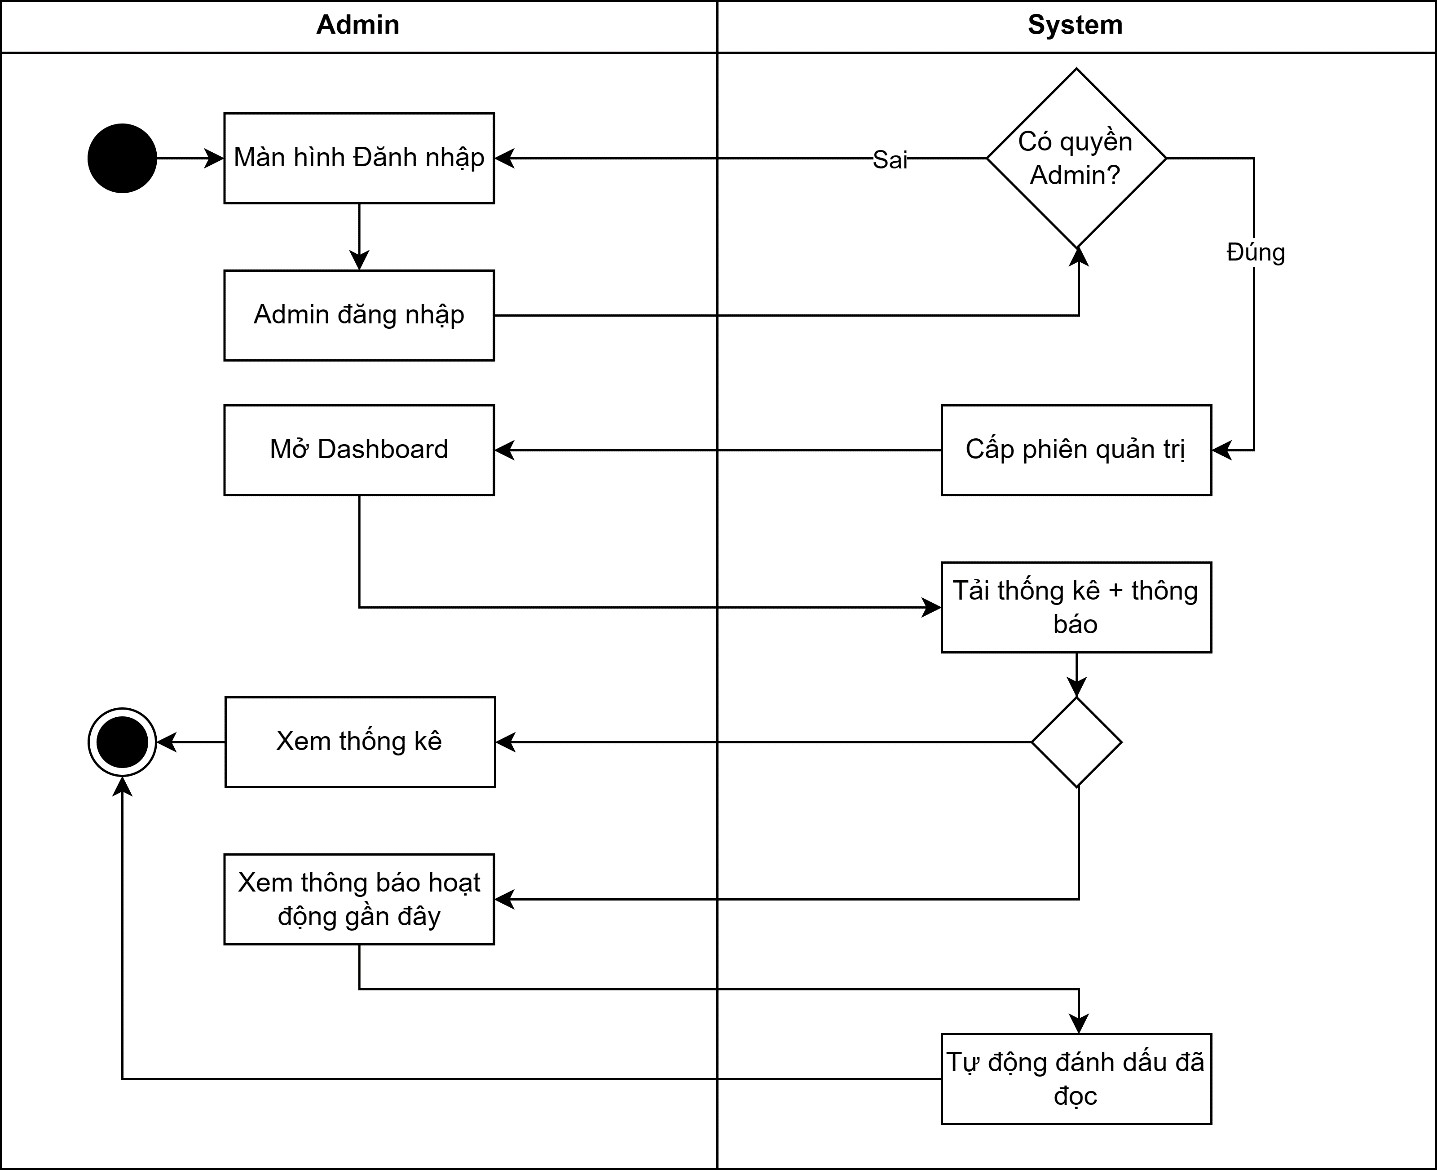 Admin
System
Màn hình Đănh nhập
Sai
Có quyền
Admin?
Đúng
Admin đăng nhập
Mở Dashboard
Cấp phiên quản trị
Tải thống kê + thông
báo
Xem thống kê
Xem thông báo hoạt
động gần đây
Tự động đánh dấu đã
đọc